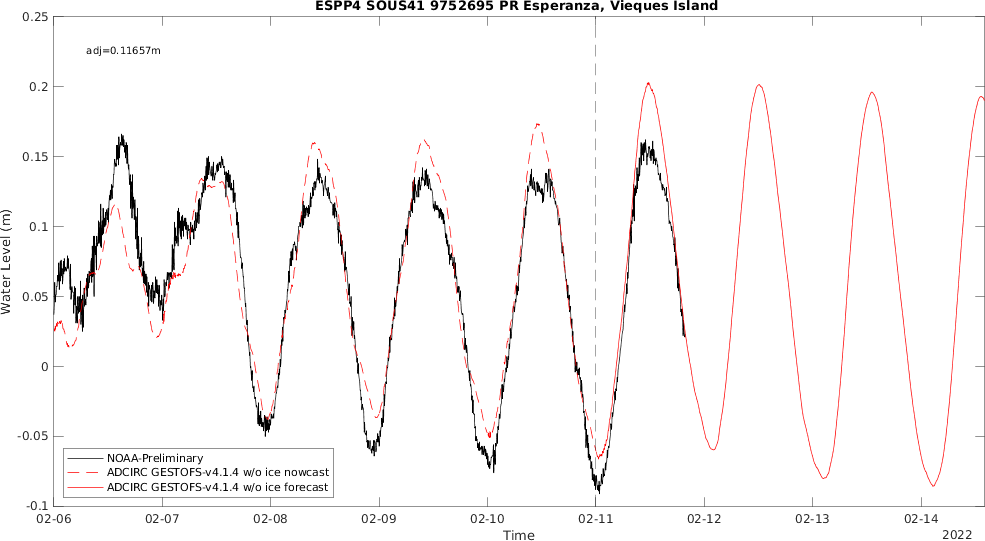 ESPP4 SOUS41 9752695 PR Esperanza, Vieques Island
0.25
adj=0.11657m
0.2
0.15
0.1
0.05
0
-0.05
-0.1
Water Level (m)
NOAA-Preliminary
ADCIRC GESTOFS-v4.1.4 w/o ice nowcast
ADCIRC GESTOFS-v4.1.4 w/o ice forecast
02-06 02-07 02-08 02-09 02-10 02-11 02-12 02-13 02-14
Time
2022